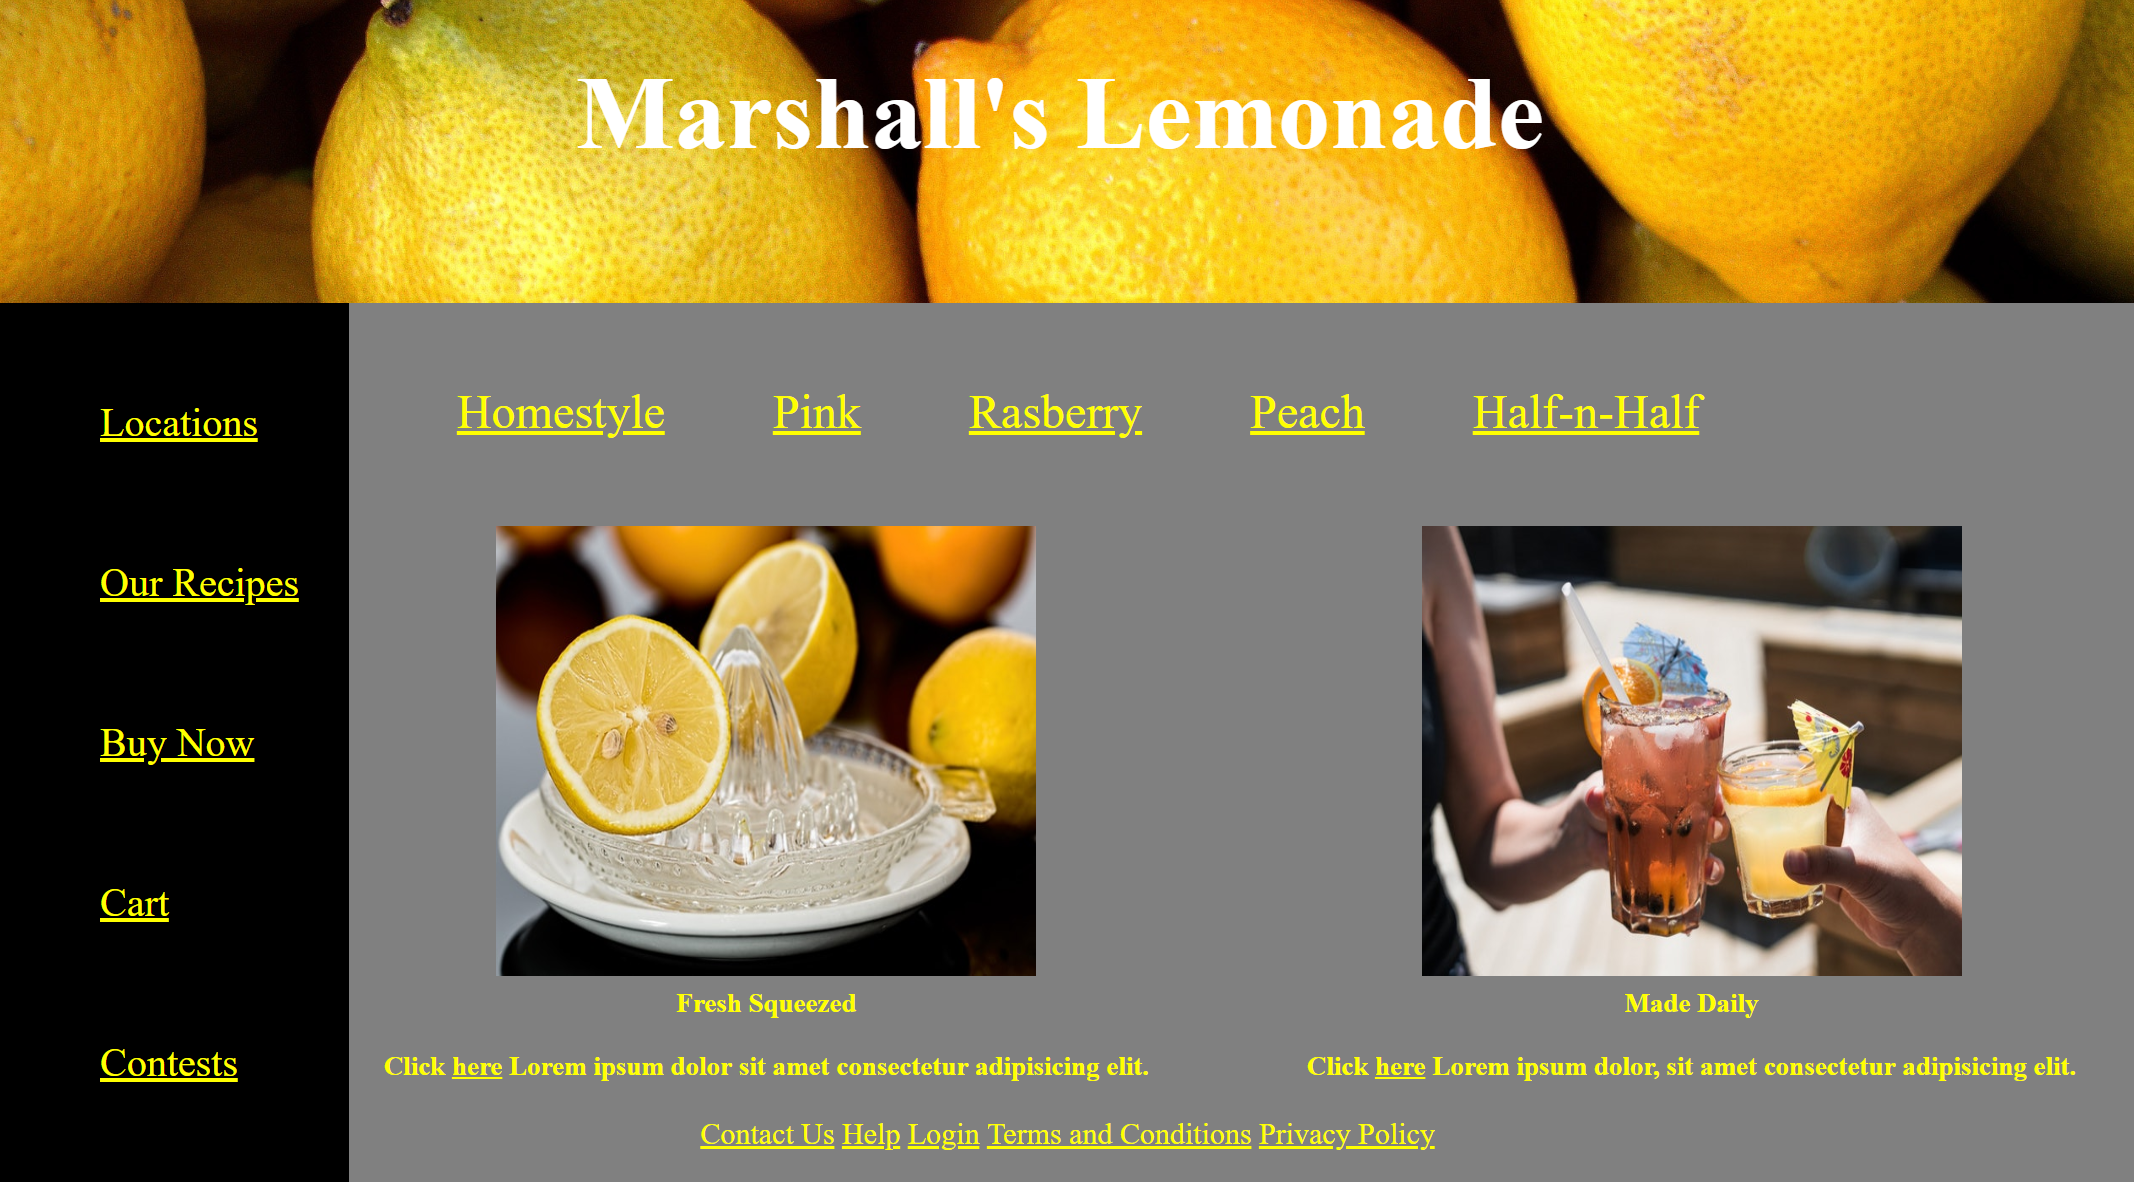 Marshall's Lemonade
Locations
Our Recipes
Buy Now
Cart
Contests
Homestyle Pink Rasberry Peach Half-n-Half
Fresh Squeezed
Click here Lorem ipsum dolor sit amet consectetur adipisicing elit.
Made Daily
Click here Lorem ipsum dolor, sit amet consectetur adipisicing elit.
Contact Us Help Login Terms and Conditions Privacy Policy